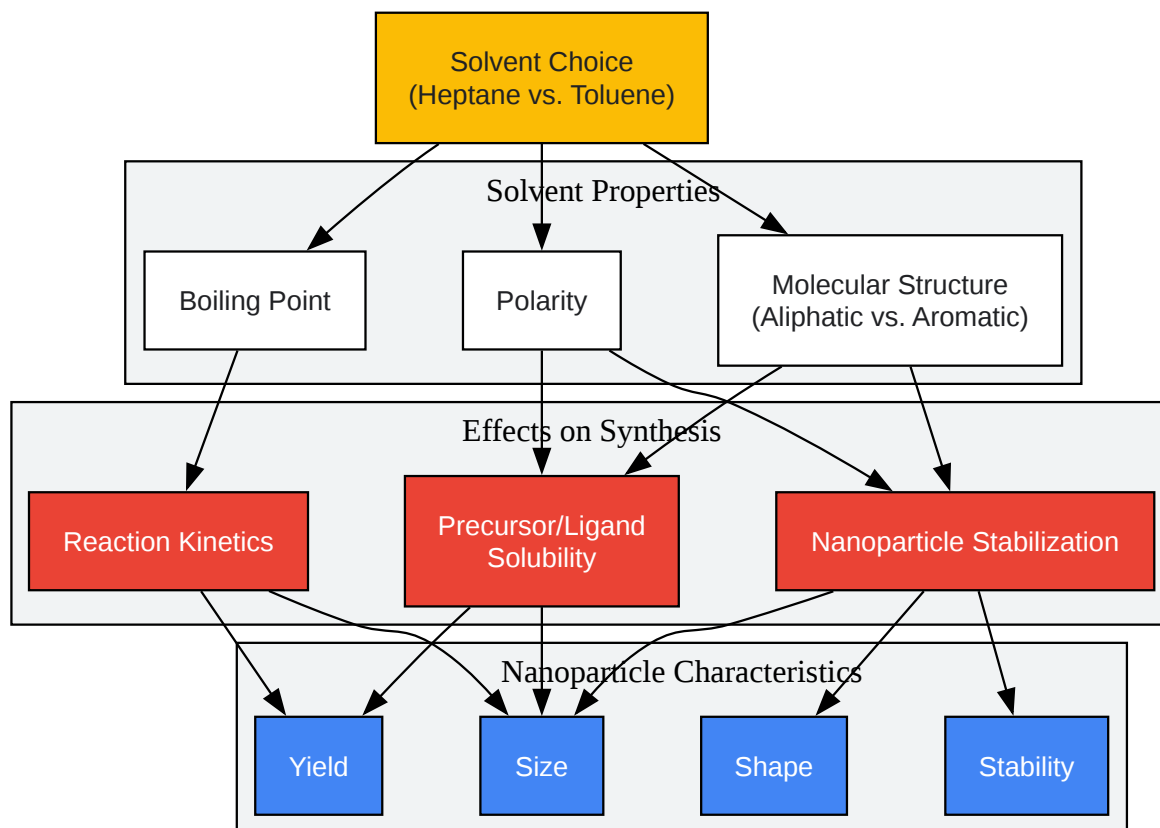 Solvent Choice
(Heptane vs. Toluene)
Solvent Properties
Boiling Point
Polarity
Molecular Structure
(Aliphatic vs. Aromatic)
Effects on Synthesis
Reaction Kinetics
Precursor/Ligand
Solubility
Nanoparticle Stabilization
Nanoparticle Characteristics
Yield
Size
Shape
Stability